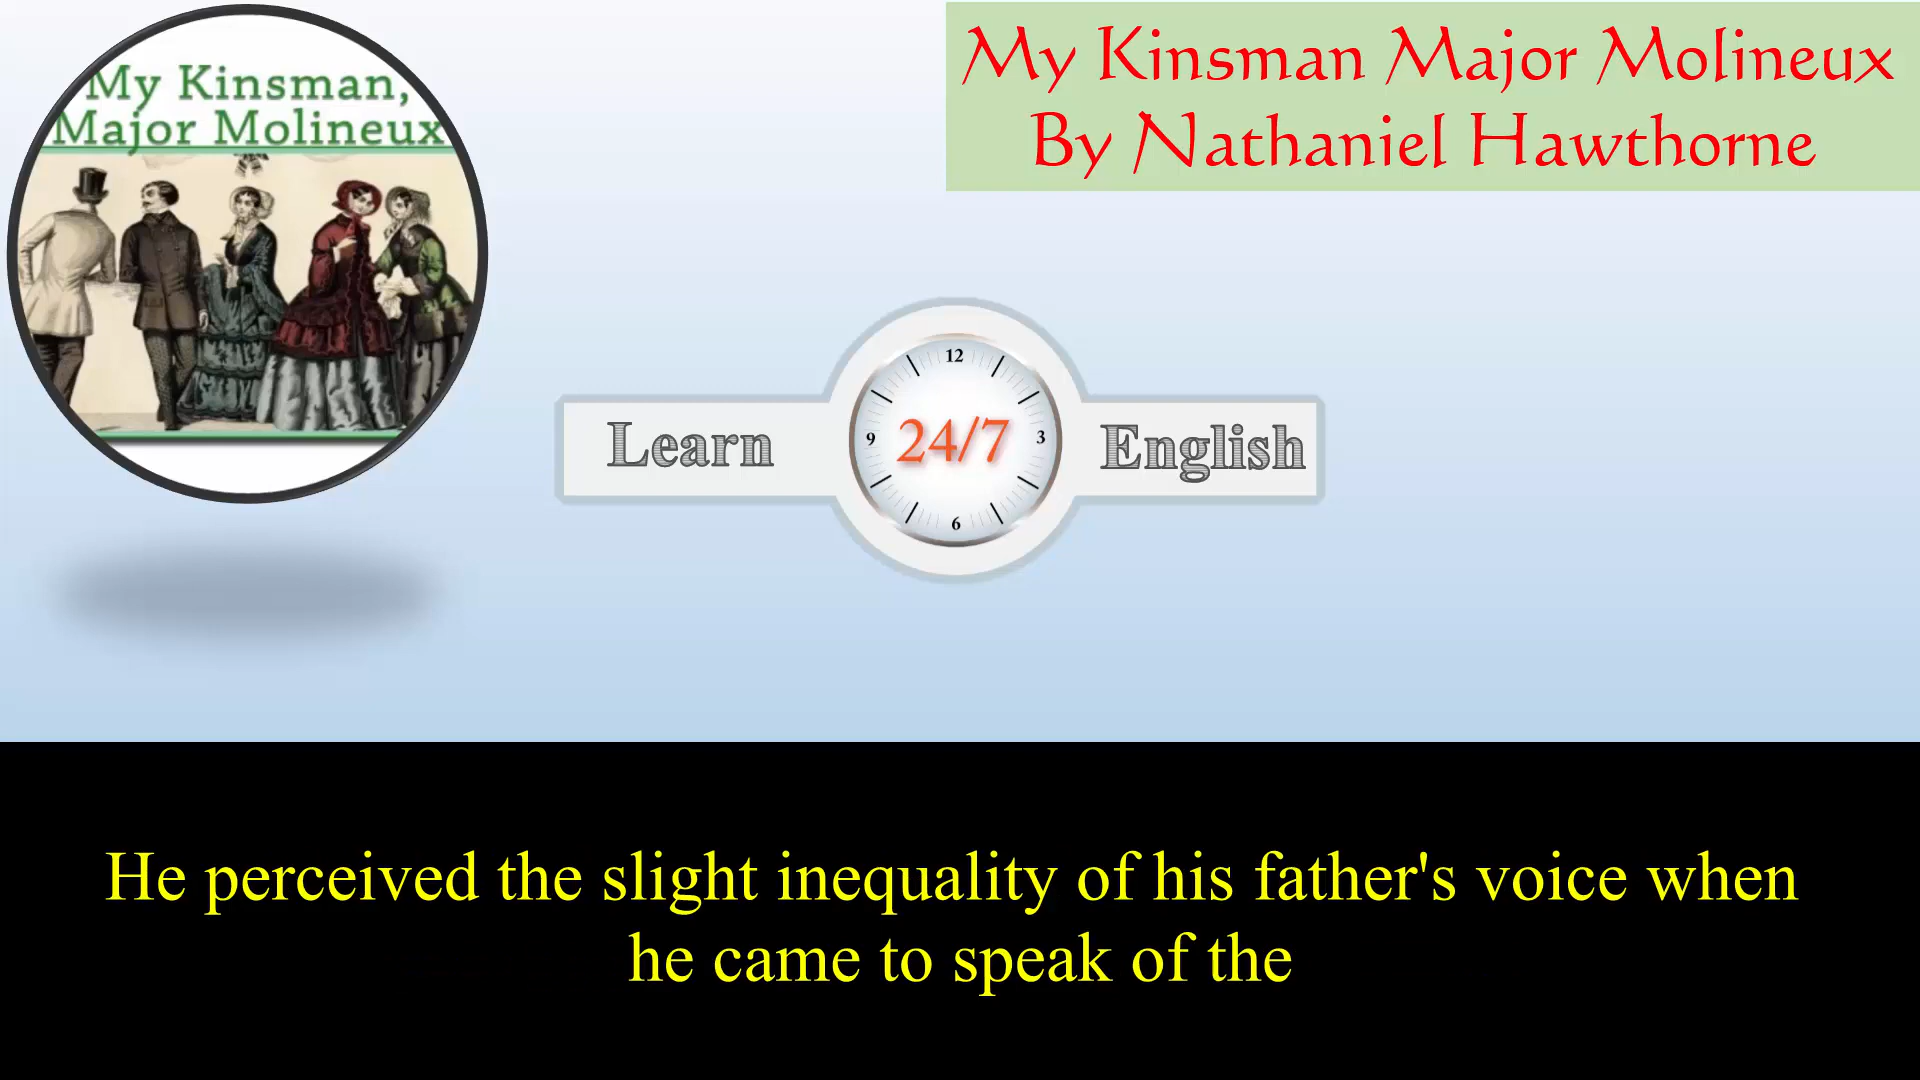 My Kinsman,
Major Molineux
My Kinsman Major Molineux
By Nathaniel Hawthorne
12
Learn
9
24/7
3
English
6
He perceived the slight inequality of his father's voice when
he came to speak of the